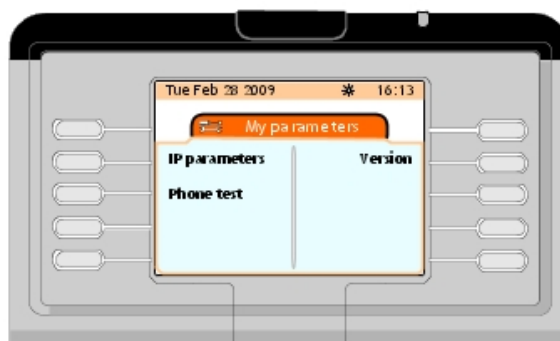 Tue Feb 28 2009 16:13
My parameters
IP parameters Version
Phone test